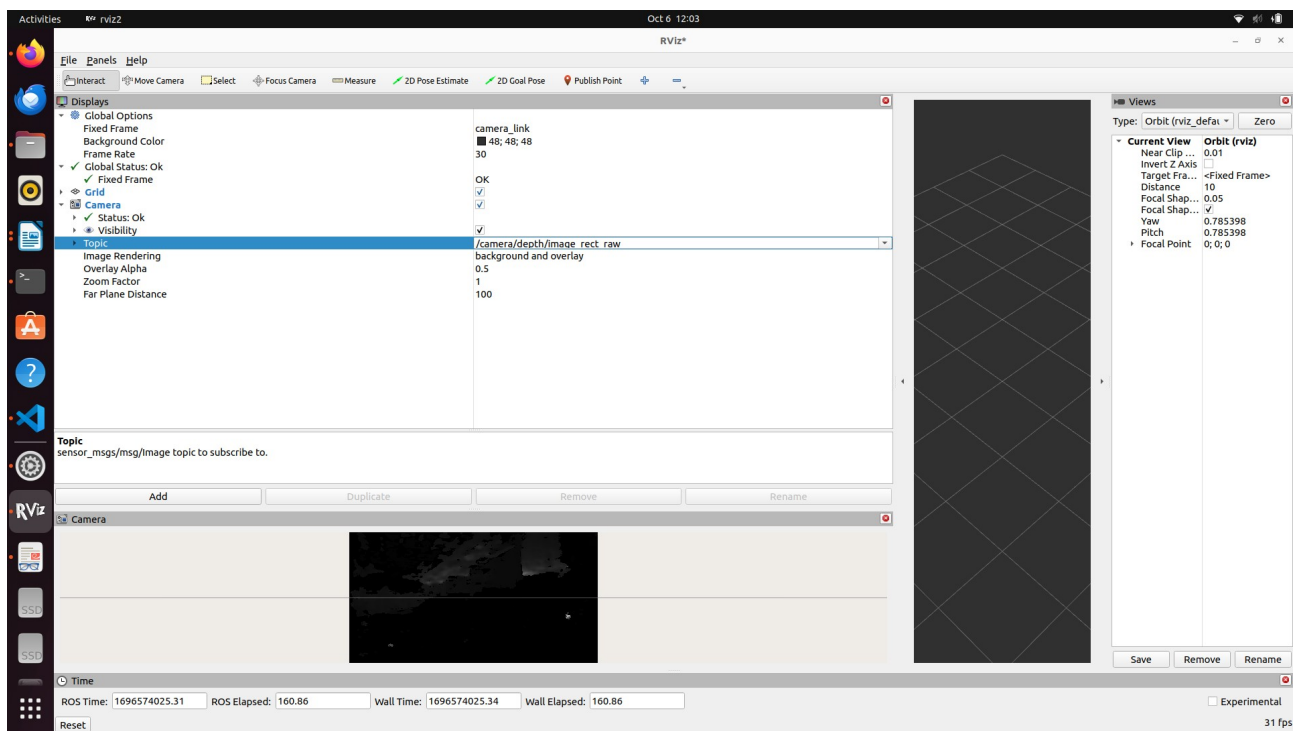 Activities RViz rviz2 Oct 6 12:03
RViz*
File Panels Help
Interact Move Camera Select Focus Camera Measure 2D Pose Estimate 2D Goal Pose Publish Point
Displays
Global Options
Fixed Frame camera_link
Background Color 48; 48; 48
Frame Rate 30
Global Status: Ok
Fixed Frame OK
Grid
Camera
Status: Ok
Visibility
Topic /camera/depth/image_rect_raw
Image Rendering background and overlay
Overlay Alpha 0.5
Zoom Factor 1
Far Plane Distance 100
Topic
sensor_msgs/msg/Image topic to subscribe to.
Add Duplicate Remove Rename
Camera
Views
Type: Orbit (rviz_defau Zero
Current View Orbit (rviz)
Near Clip ... 0.01
Invert Z Axis
Target Fra... <Fixed Frame>
Distance 10
Focal Shap... 0.05
Focal Shap...
Yaw 0.785398
Pitch 0.785398
Focal Point 0; 0; 0
Save Remove Rename
RViz
SSD
SSD
Time
ROS Time: 1696574025.31 ROS Elapsed: 160.86 Wall Time: 1696574025.34 Wall Elapsed: 160.86 Experimental
Reset 31 fps